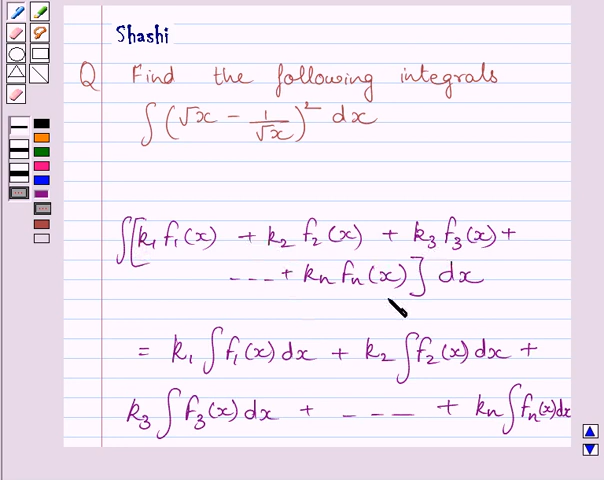 Shashi
Q Find the following integrals
∫(√x - 1/√x)² dx
∫[k₁ f₁(x) + k₂ f₂(x) + k₃ f₃(x) +
--- + kn fn(x)] dx
= k₁ ∫f₁(x) dx + k₂ ∫f₂(x) dx +
k₃ ∫f₃(x) dx + --- + kn ∫fn(x) dx